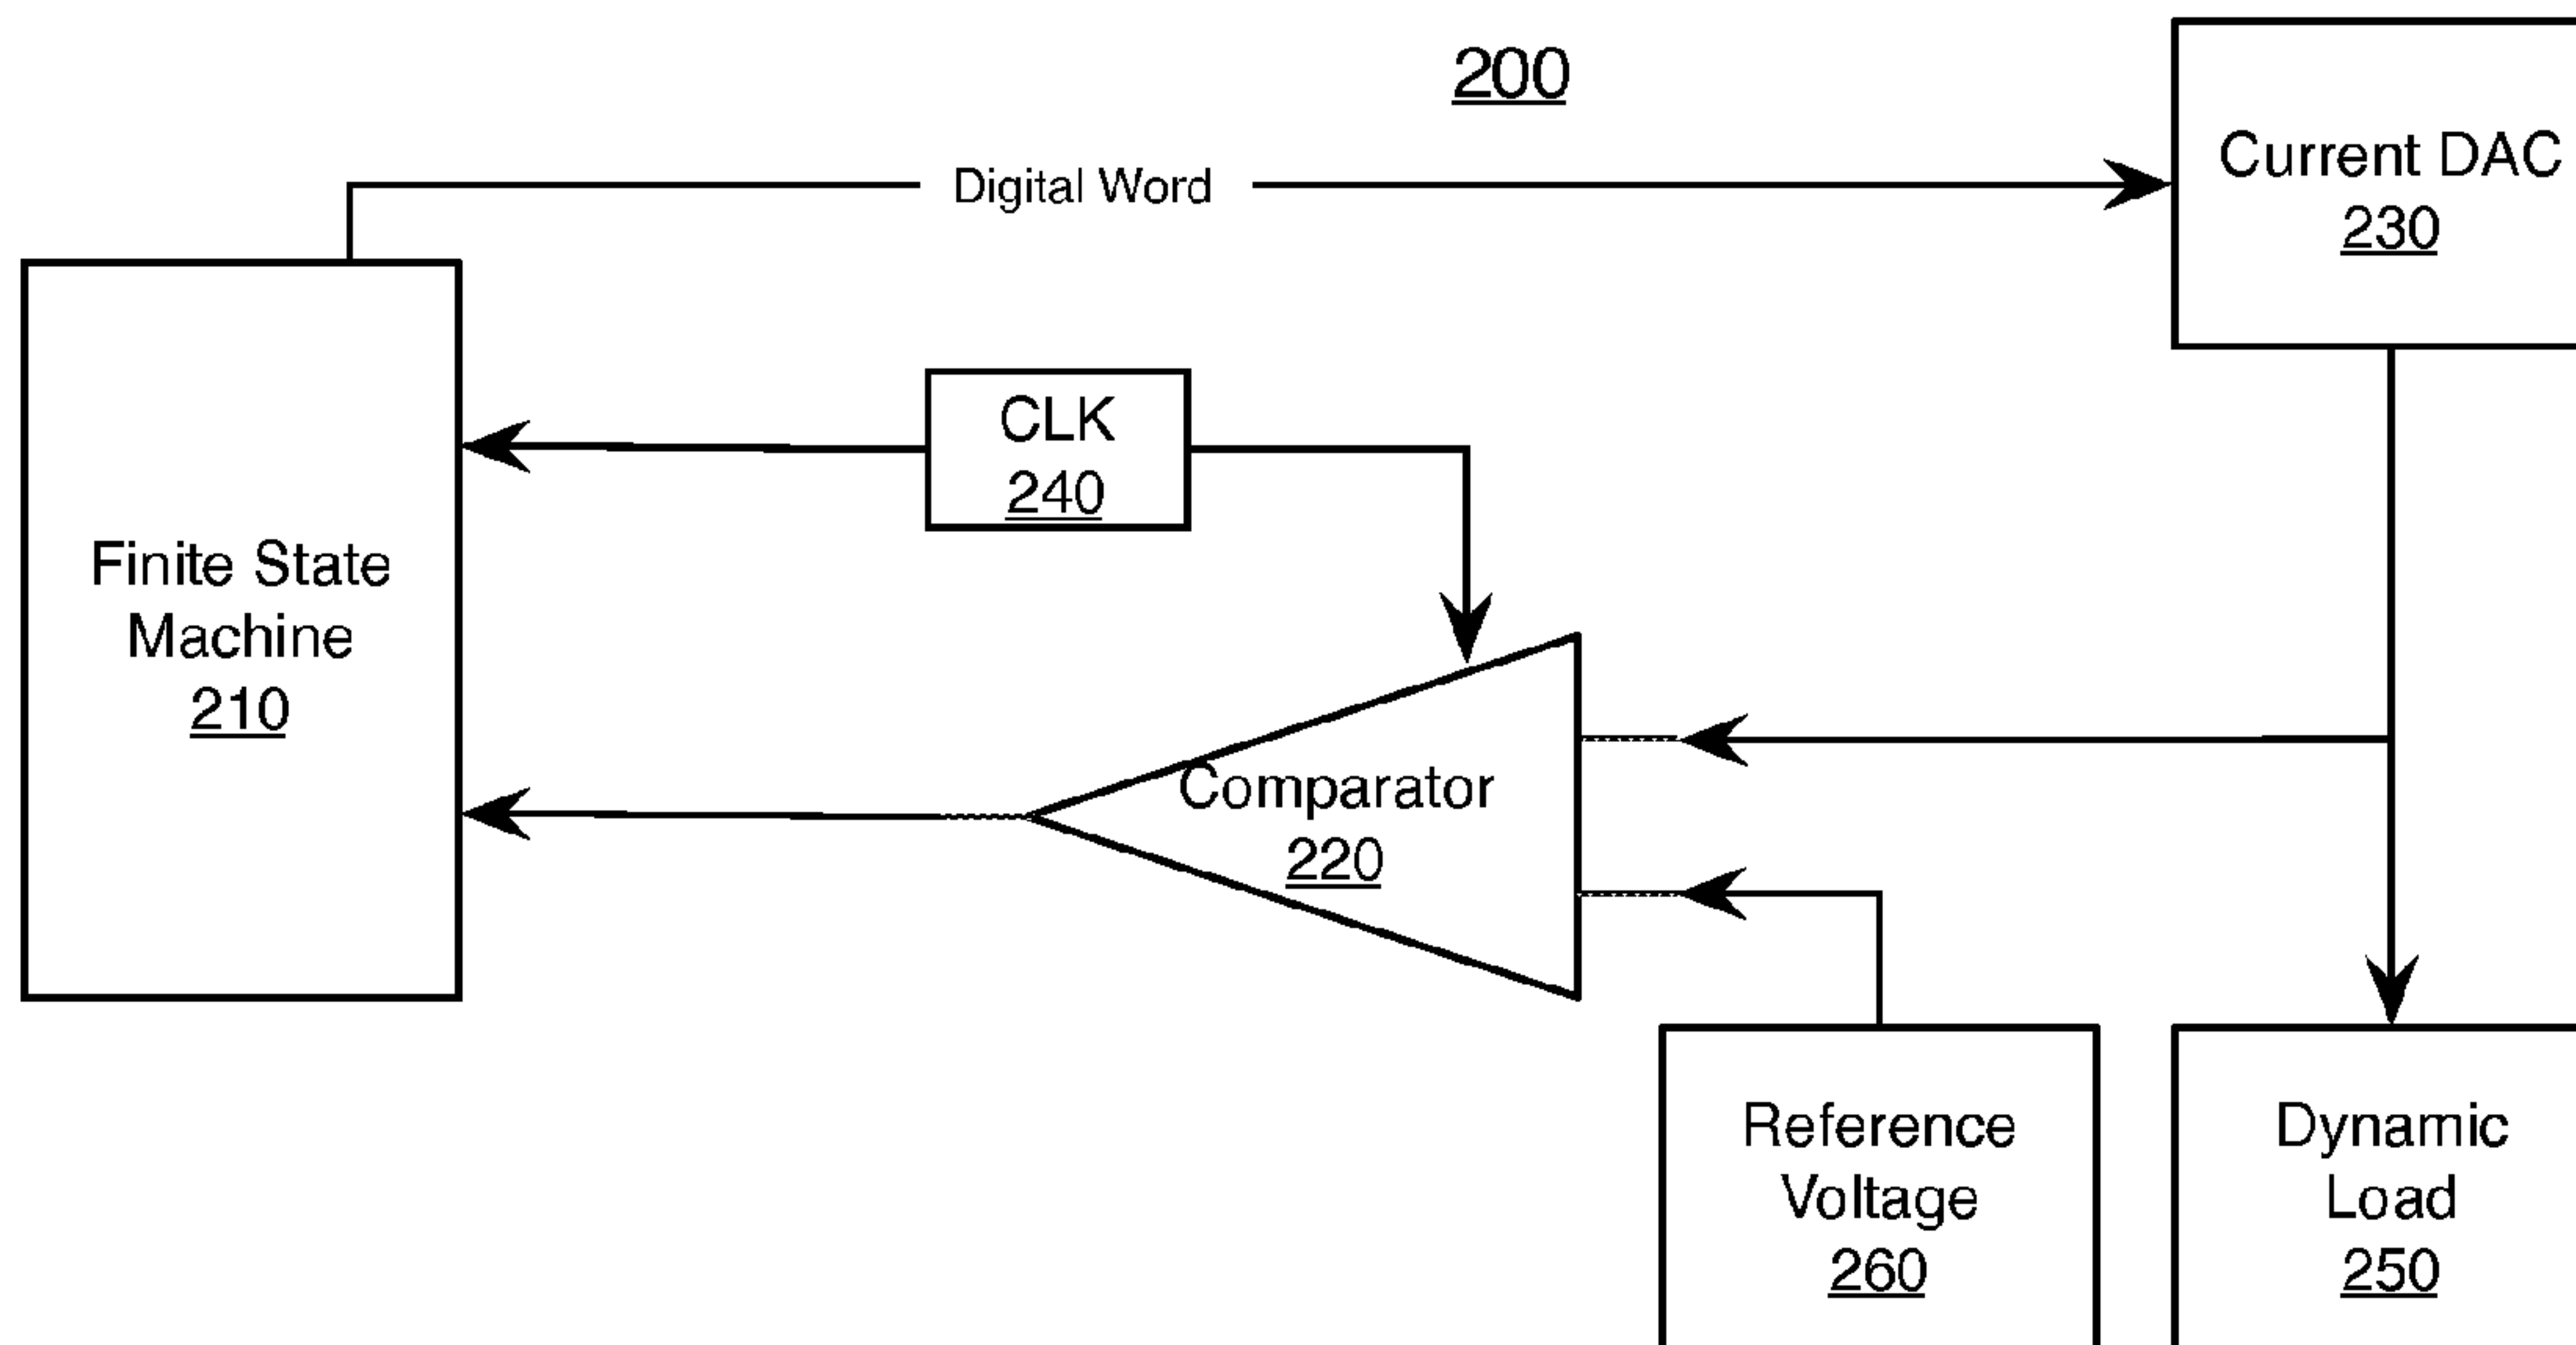 200
Current DAC
230
Digital Word
CLK
240
Finite State
Machine
210
Comparator
220
Reference
Voltage
260
Dynamic
Load
250